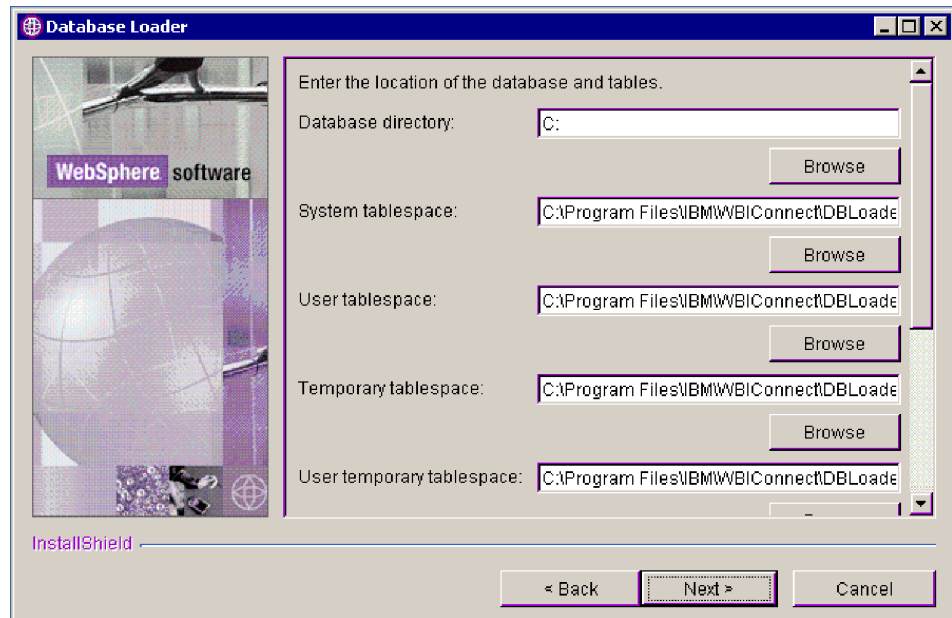 Database Loader
WebSphere software
Enter the location of the database and tables.
Database directory:
C:
Browse
System tablespace:
C:\Program Files\IBM\WBIConnect\DBLoade
Browse
User tablespace:
C:\Program Files\IBM\WBIConnect\DBLoade
Browse
Temporary tablespace:
C:\Program Files\IBM\WBIConnect\DBLoade
Browse
User temporary tablespace:
C:\Program Files\IBM\WBIConnect\DBLoade
InstallShield
< Back
Next >
Cancel